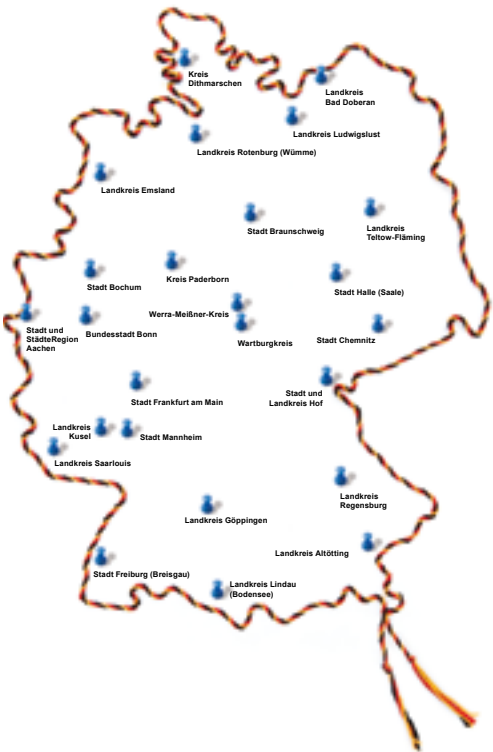 Kreis
Dithmarschen
Landkreis
Bad Doberan
Landkreis Ludwigslust
Landkreis Rotenburg (Wümme)
Landkreis Emsland
Stadt Braunschweig
Landkreis
Teltow-Fläming
Kreis Paderborn
Stadt Bochum
Stadt Halle (Saale)
Werra-Meißner-Kreis
Stadt und
StädteRegion
Aachen
Bundesstadt Bonn
Wartburgkreis
Stadt Chemnitz
Stadt Frankfurt am Main
Stadt und
Landkreis Hof
Landkreis
Kusel
Stadt Mannheim
Landkreis Saarlouis
Landkreis
Regensburg
Landkreis Göppingen
Landkreis Altötting
Stadt Freiburg (Breisgau)
Landkreis Lindau
(Bodensee)